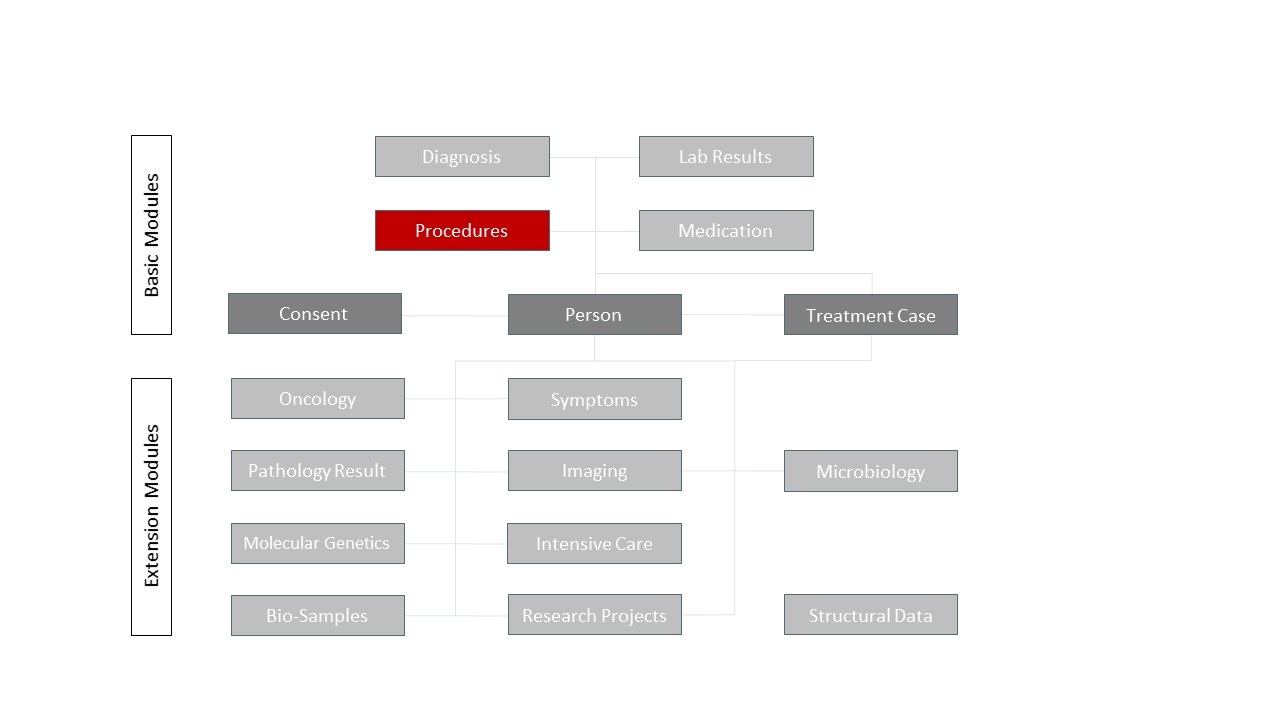 Basic Modules
Diagnosis
Lab Results
Procedures
Medication
Consent
Person
Treatment Case
Extension Modules
Oncology
Symptoms
Pathology Result
Imaging
Microbiology
Molecular Genetics
Intensive Care
Bio-Samples
Research Projects
Structural Data